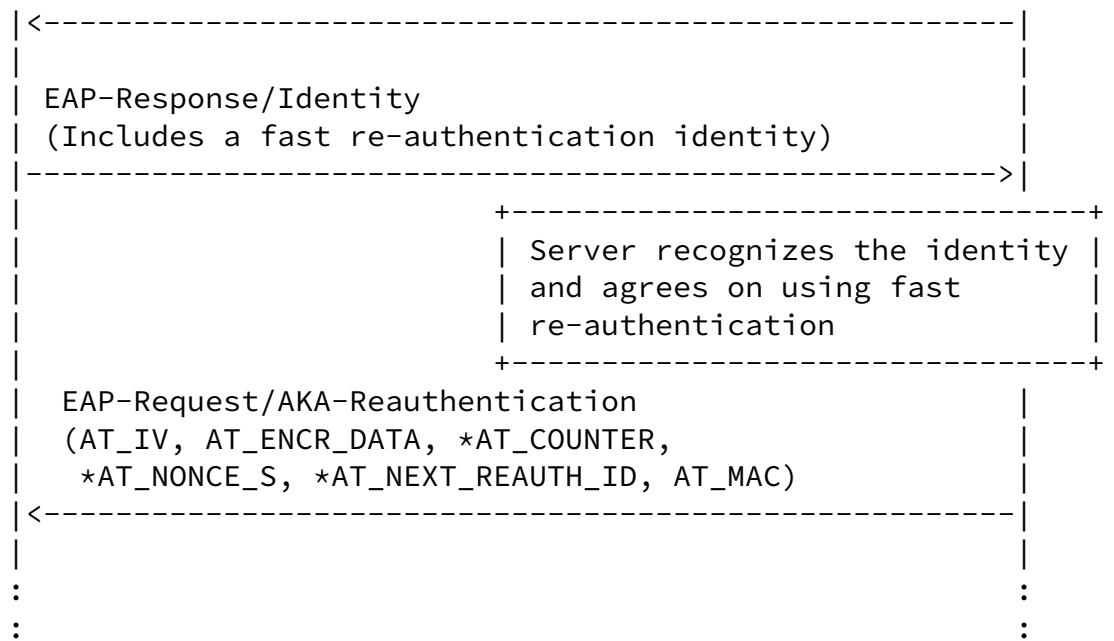 EAP-Response/Identity
(Includes a fast re-authentication identity)
Server recognizes the identity
and agrees on using fast
re-authentication
EAP-Request/AKA-Reauthentication
(AT_IV, AT_ENCR_DATA, *AT_COUNTER,
*AT_NONCE_S, *AT_NEXT_REAUTH_ID, AT_MAC)